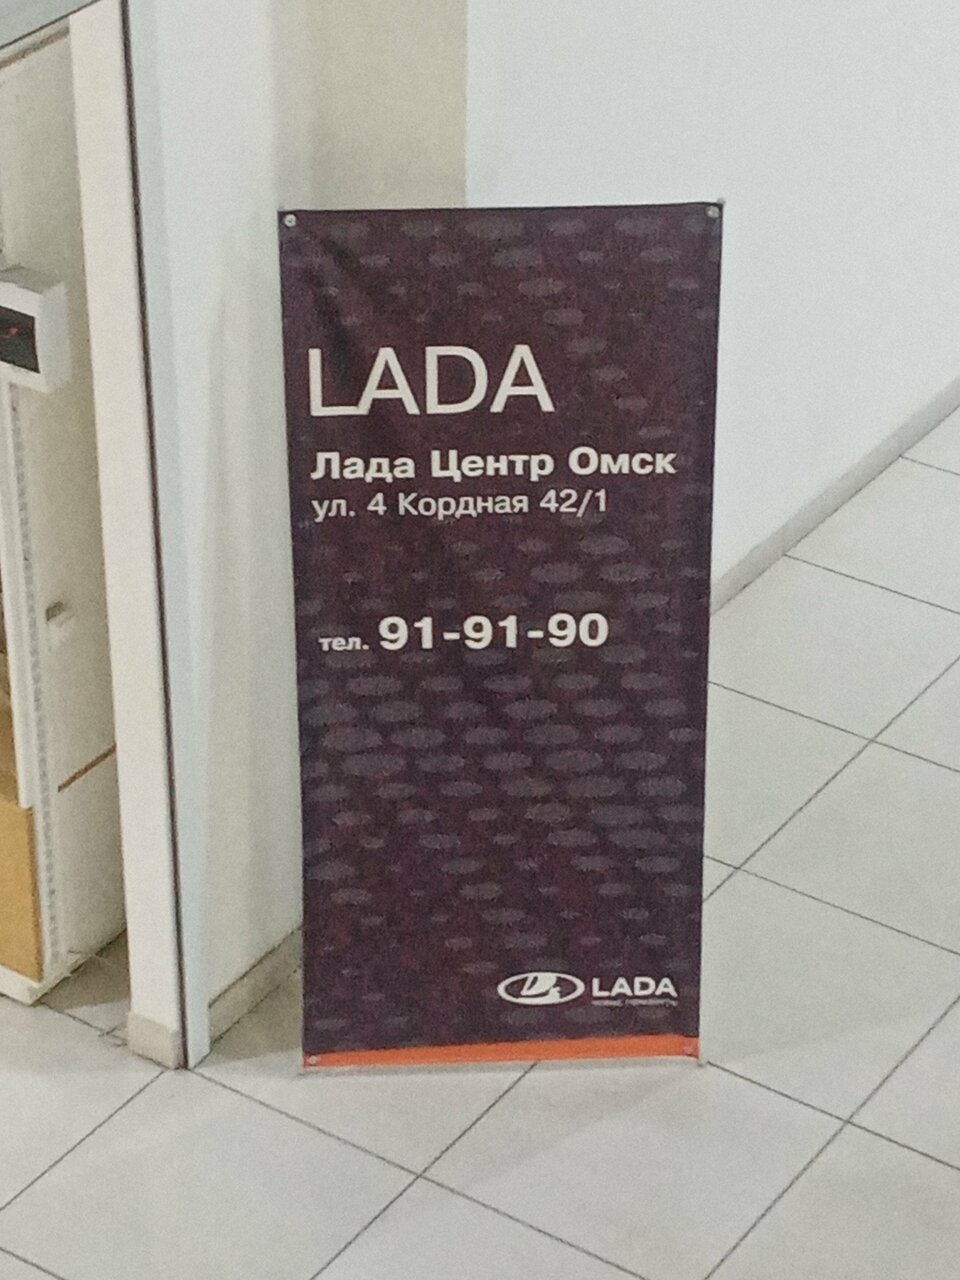 LADA
Лада Центр Омск
ул. 4 Кордная 42/1
тел. 91-91-90
LADA